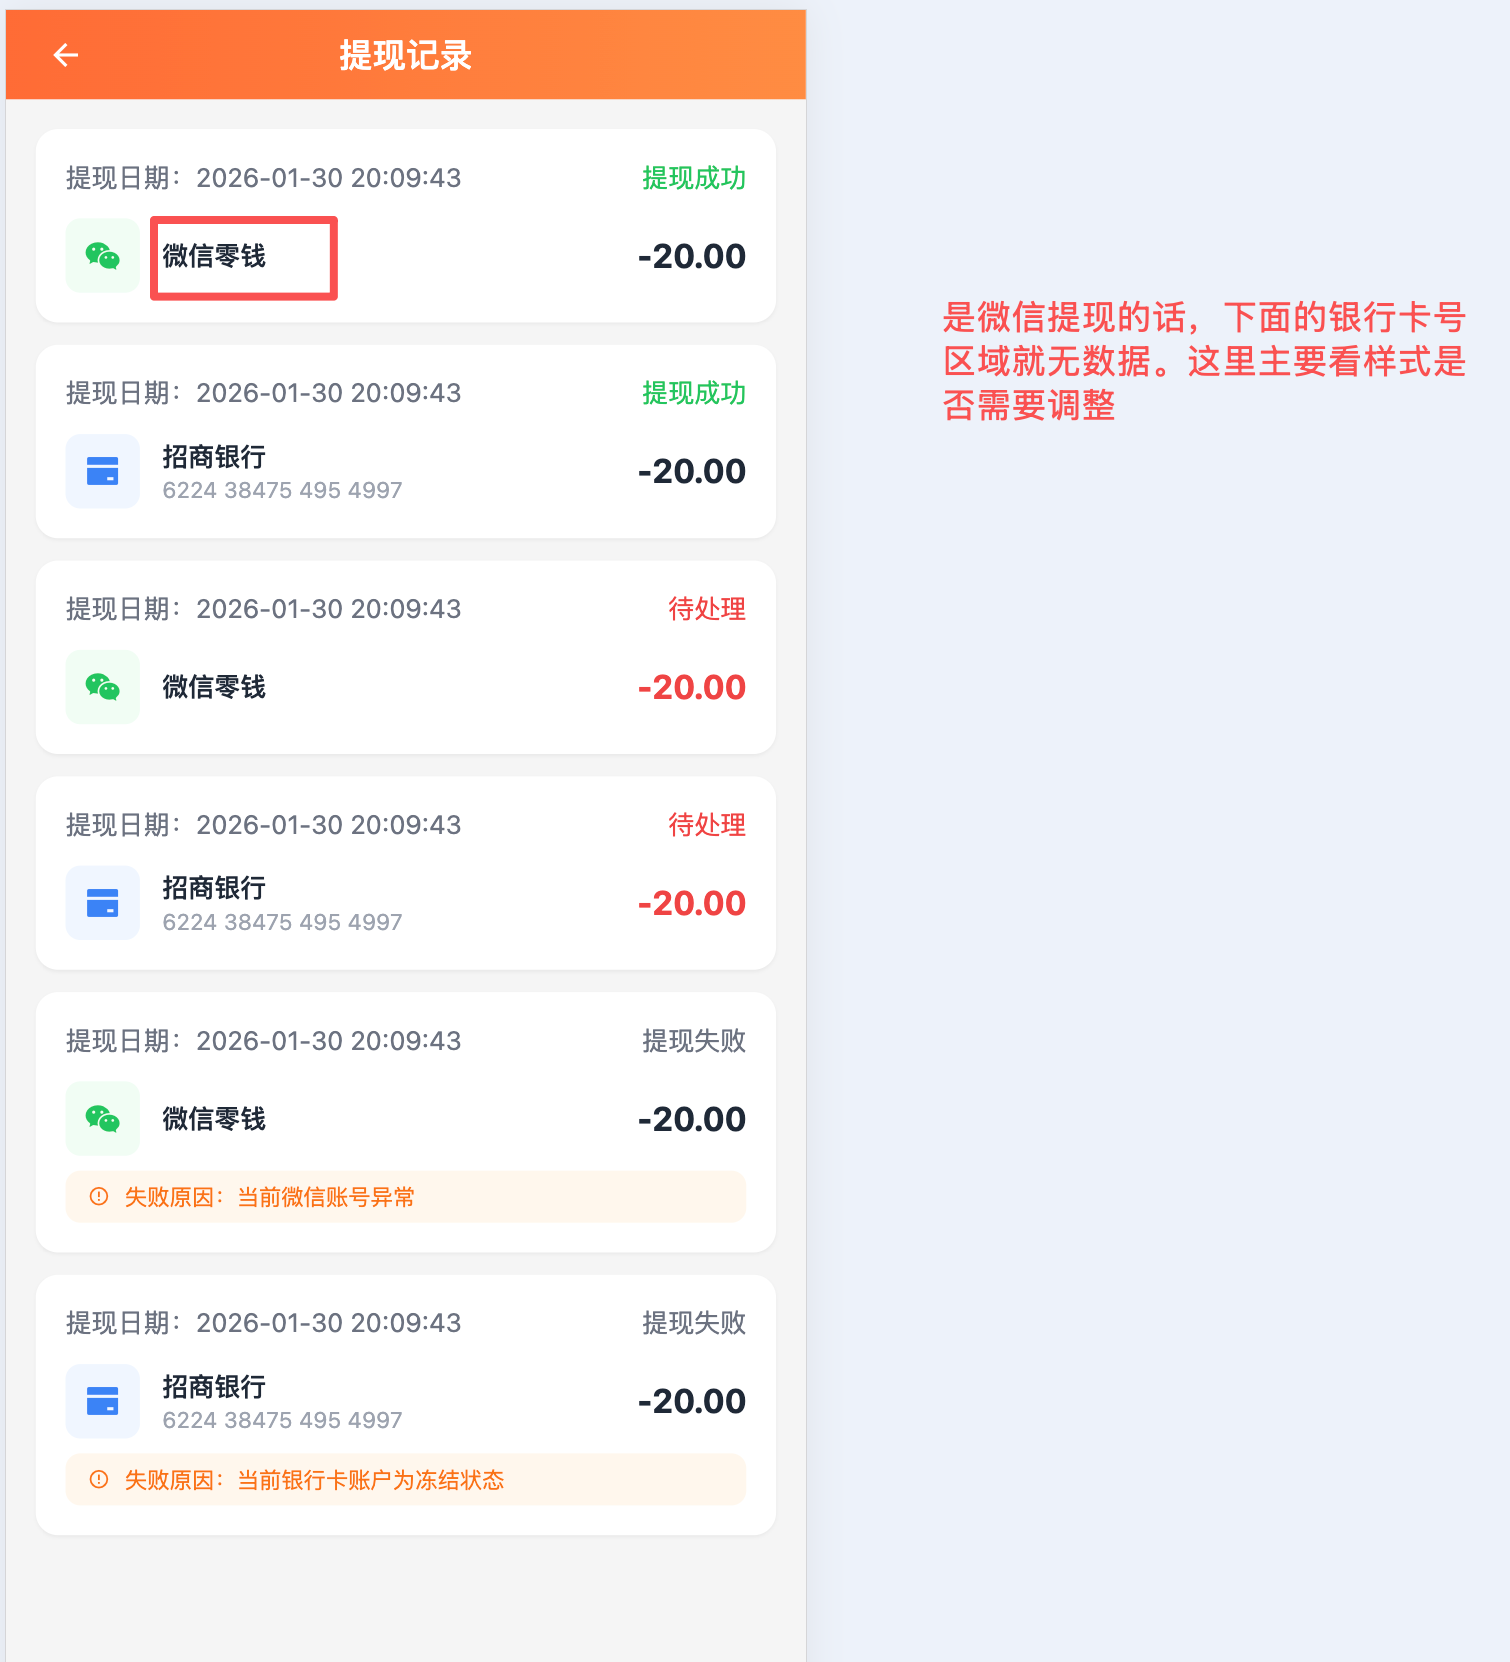 提现记录
提现日期：2026-01-30 20:09:43 提现成功
微信零钱 -20.00
是微信提现的话，下面的银行卡号
区域就无数据。这里主要看样式是
否需要调整
提现日期：2026-01-30 20:09:43 提现成功
招商银行
6224 38475 495 4997
-20.00
提现日期：2026-01-30 20:09:43 待处理
微信零钱 -20.00
提现日期：2026-01-30 20:09:43 待处理
招商银行
6224 38475 495 4997
-20.00
提现日期：2026-01-30 20:09:43 提现失败
微信零钱 -20.00
失败原因：当前微信账号异常
提现日期：2026-01-30 20:09:43 提现失败
招商银行
6224 38475 495 4997
-20.00
失败原因：当前银行卡账户为冻结状态